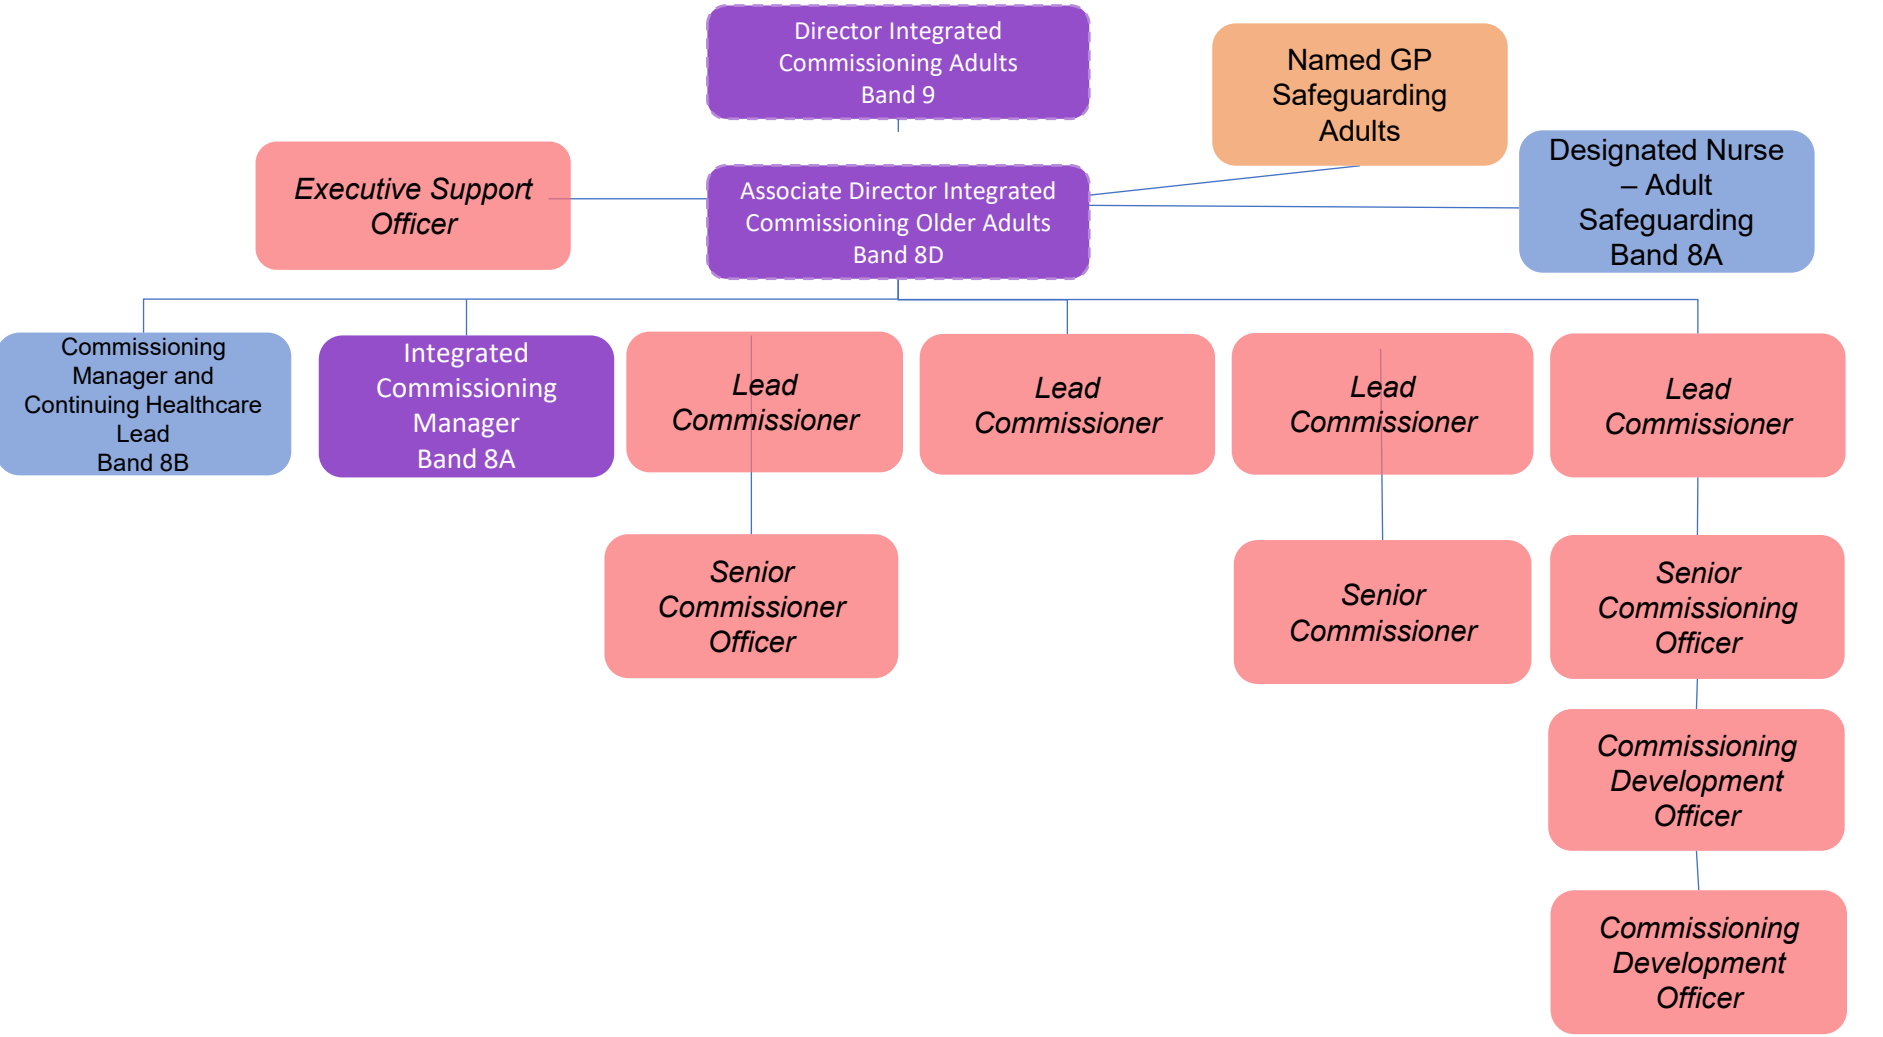 Director Integrated
Commissioning Adults
Band 9
Named GP
Safeguarding
Adults
Executive Support
Officer
Associate Director Integrated
Commissioning Older Adults
Band 8D
Designated Nurse
– Adult
Safeguarding
Band 8A
Commissioning
Manager and
Continuing Healthcare
Lead
Band 8B
Integrated
Commissioning
Manager
Band 8A
Lead
Commissioner
Lead
Commissioner
Lead
Commissioner
Lead
Commissioner
Senior
Commissioner
Officer
Senior
Commissioner
Senior
Commissioning
Officer
Commissioning
Development
Officer
Commissioning
Development
Officer